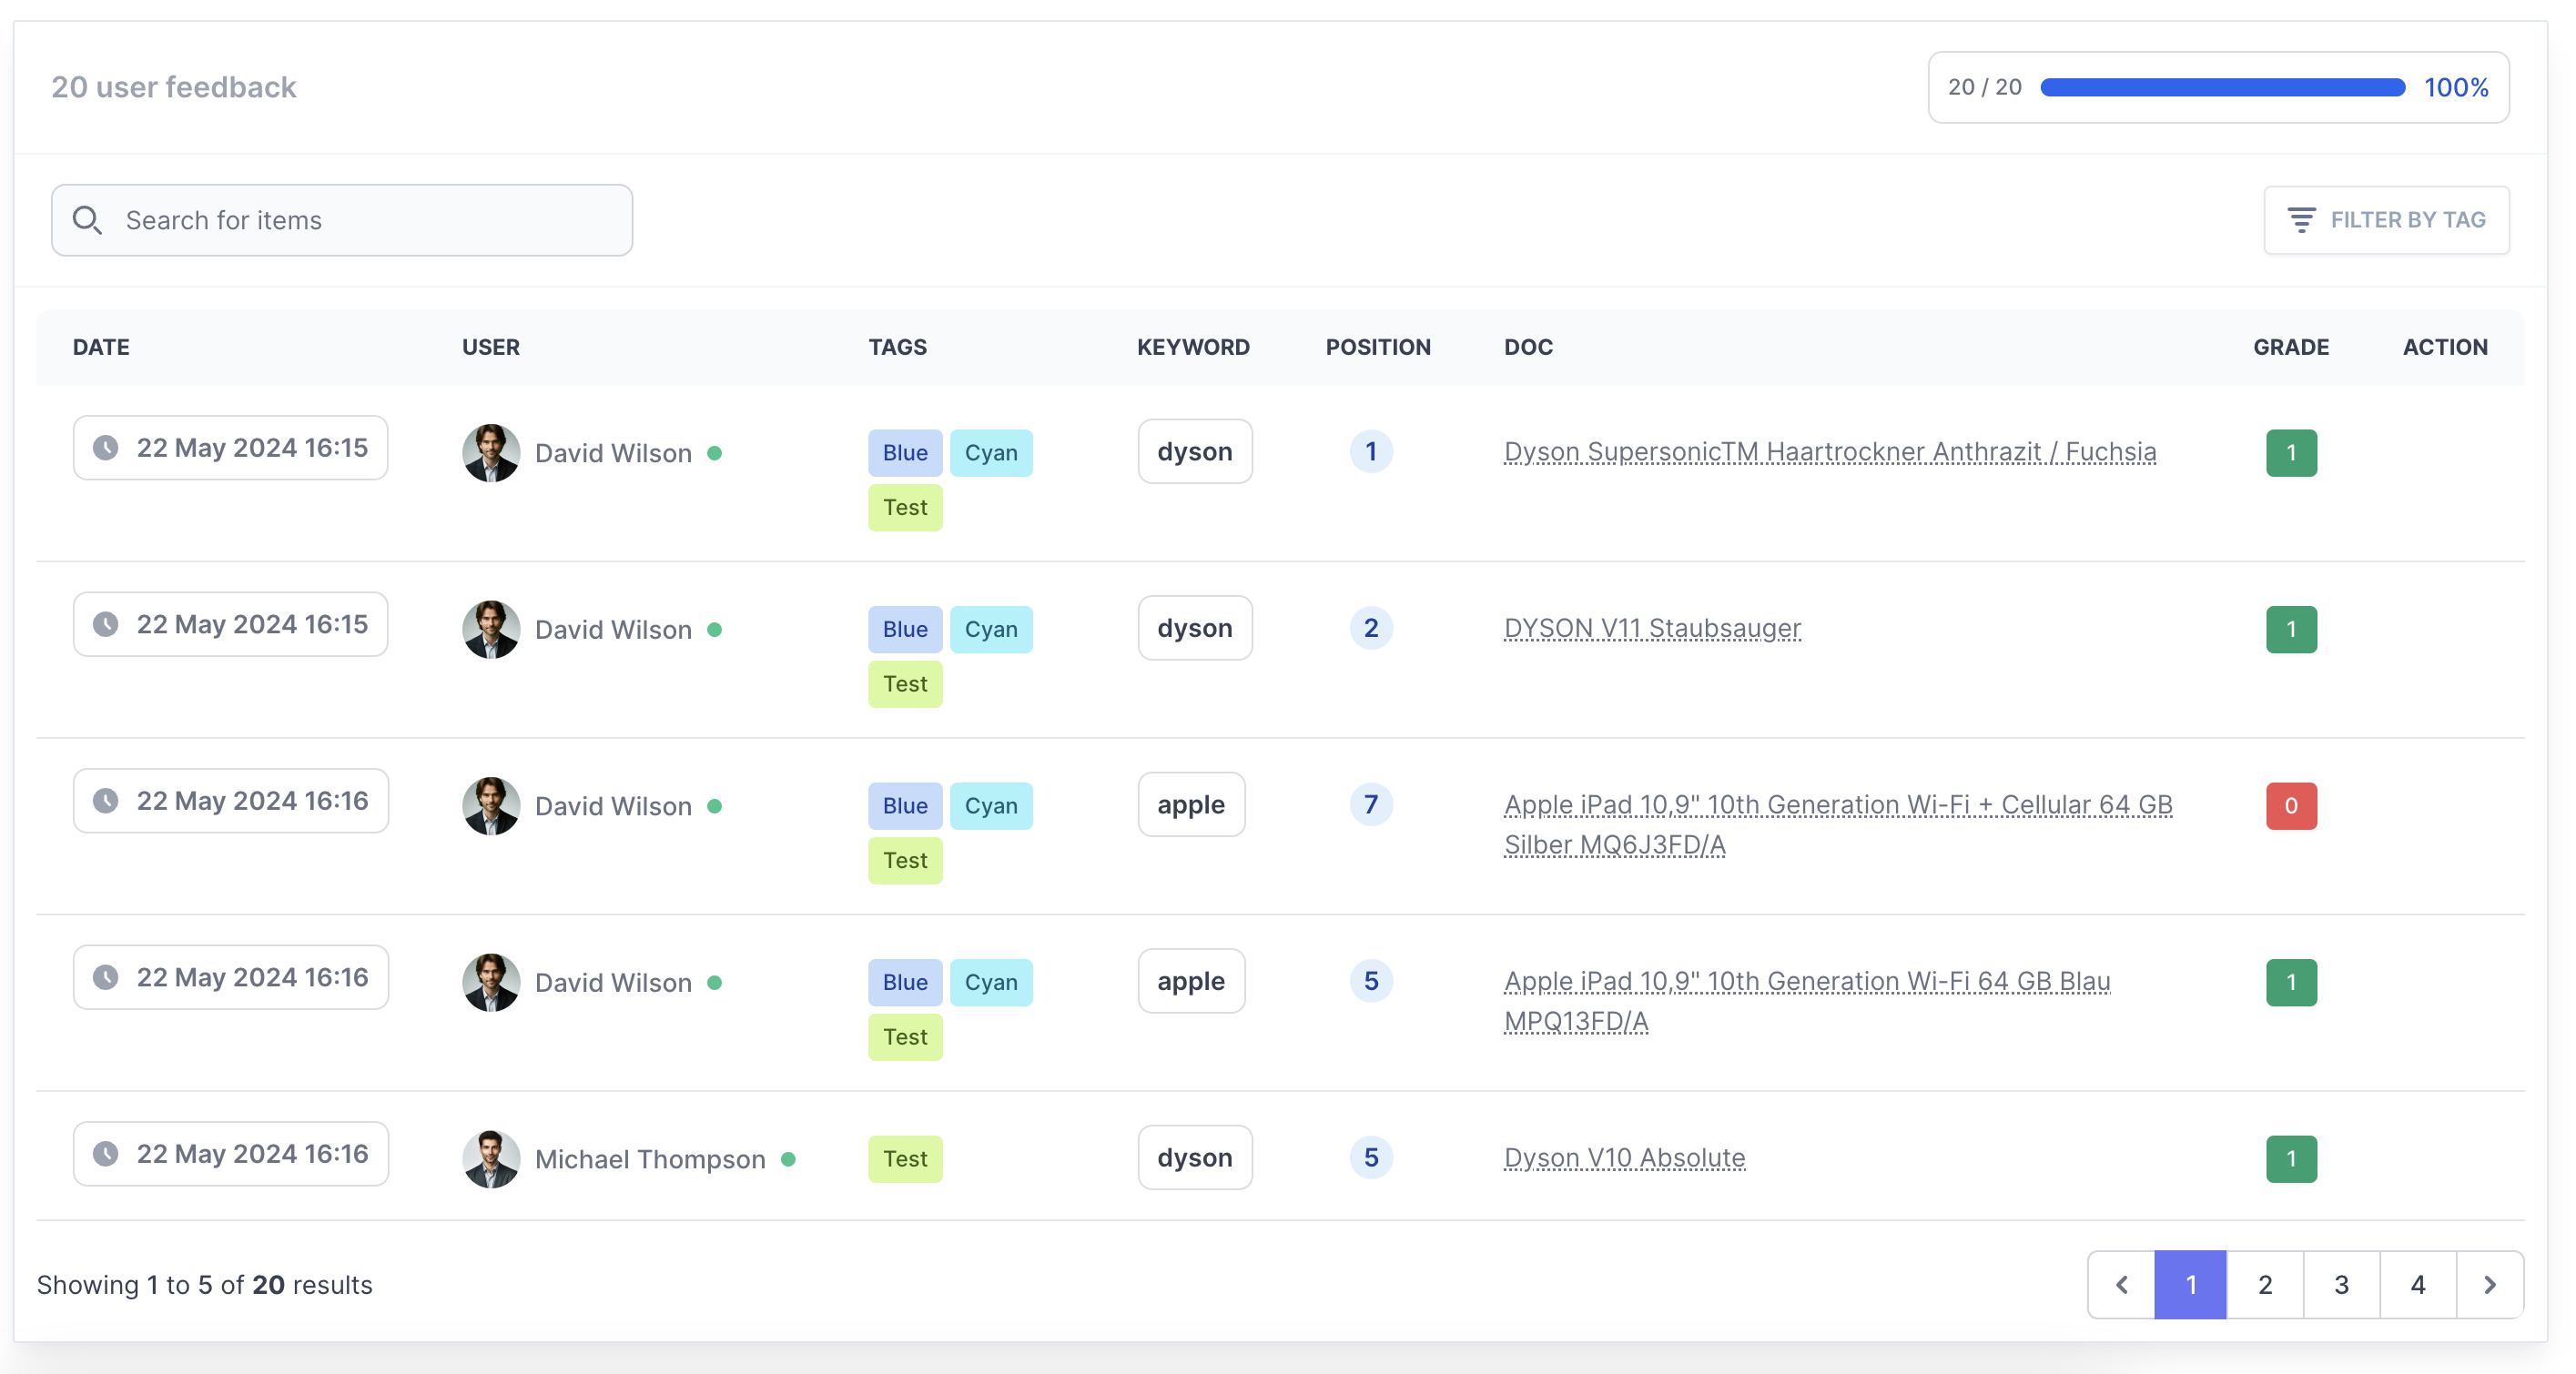 20 user feedback
20 / 20 100%
Search for items
FILTER BY TAG
DATE USER TAGS KEYWORD POSITION DOC GRADE ACTION
22 May 2024 16:15 David Wilson Blue Cyan dyson 1 Dyson SupersonicTM Haartrockner Anthrazit / Fuchsia 1
Test
22 May 2024 16:15 David Wilson Blue Cyan dyson 2 DYSON V11 Staubsauger 1
Test
22 May 2024 16:16 David Wilson Blue Cyan apple 7 Apple iPad 10,9" 10th Generation Wi-Fi + Cellular 64 GB 0
Test Silber MQ6J3FD/A
22 May 2024 16:16 David Wilson Blue Cyan apple 5 Apple iPad 10,9" 10th Generation Wi-Fi 64 GB Blau 1
Test MPQ13FD/A
22 May 2024 16:16 Michael Thompson Test dyson 5 Dyson V10 Absolute 1
Showing 1 to 5 of 20 results
1 2 3 4